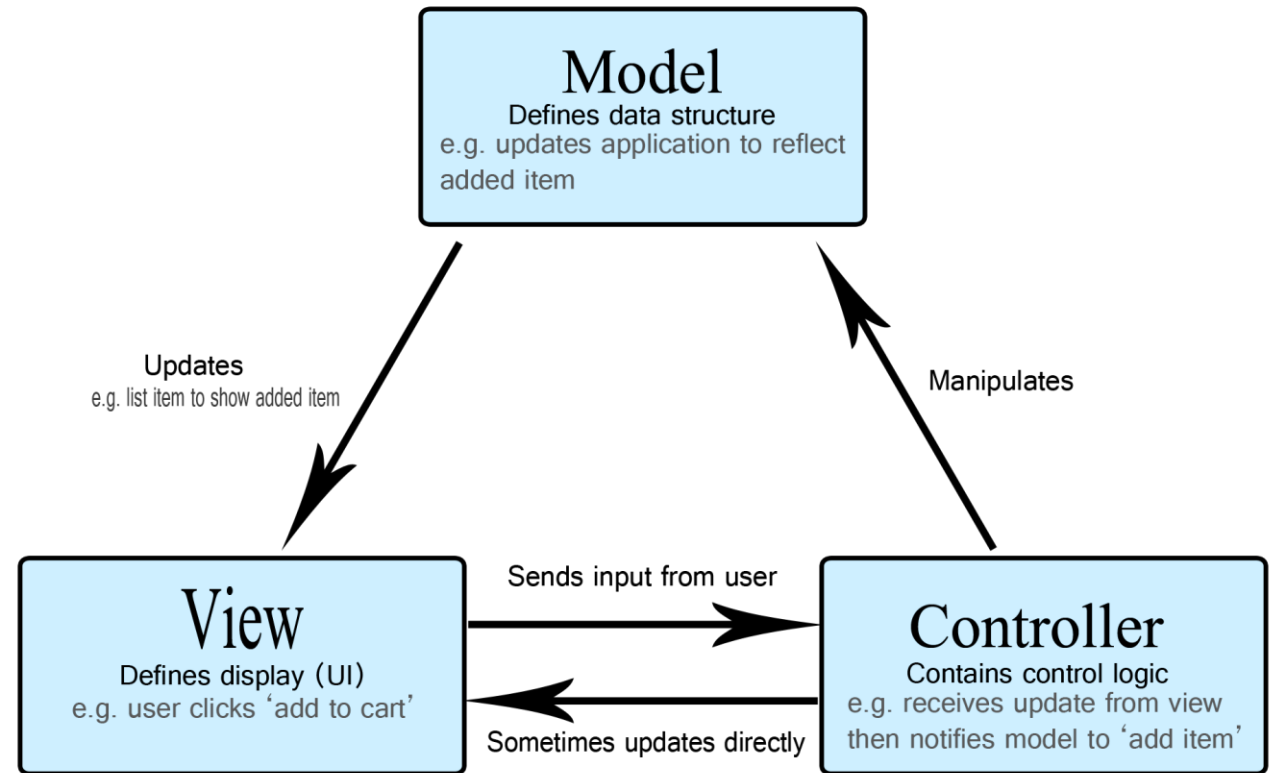 Model
Defines data structure
e.g. updates application to reflect
added item
Updates
e.g. list item to show added item
Manipulates
Sends input from user
View
Defines display (UI)
e.g. user clicks ‘add to cart’
Controller
Contains control logic
e.g. receives update from view
then notifies model to ‘add item’
Sometimes updates directly